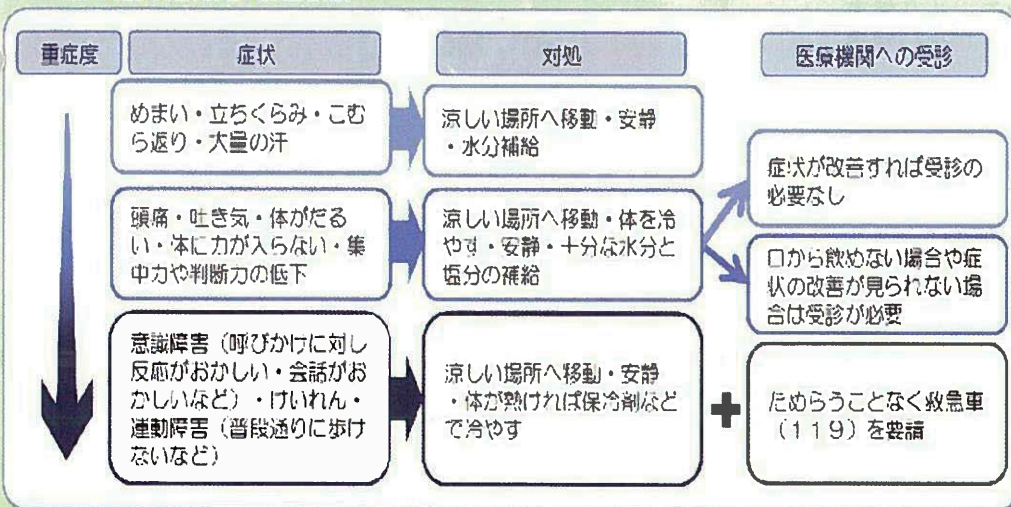 重症度
症状
対処
医療機関への受診
めまい・立ちくらみ・こむ
ら返り・大量の汗
涼しい場所へ移動・安静
・水分補給
症状が改善すれば受診の
必要なし
頭痛・吐き気・体がだる
い・体に力が入らない・集
中力や判断力の低下
涼しい場所へ移動・体を冷
やす・安静・十分な水分と
塩分の補給
口から飲めない場合や症
状の改善が見られない場
合は受診が必要
意識障害（呼びかけに対し
反応がおかしい・会話がお
かしいなど）・けいれん・
運動障害（普段通りに歩け
ないなど）
涼しい場所へ移動・安静
・体が熱ければ保冷剤など
で冷やす
ためらうことなく救急車
（１１９）を要請